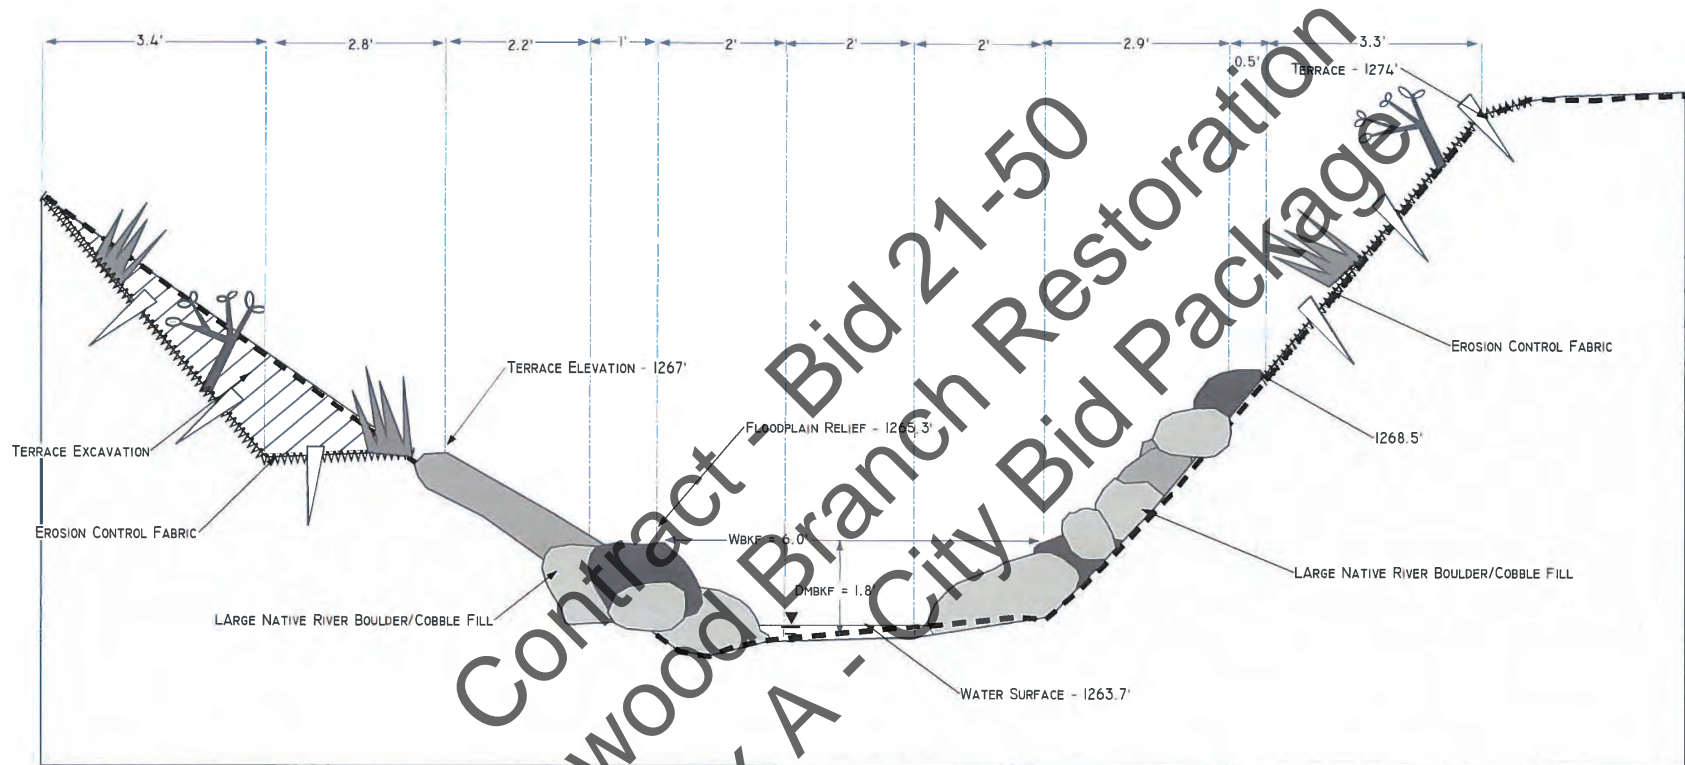 3.4' 2.8' 2.2' 1' 2' 2' 2' 2.9' 3.3'
0.5'
TERRACE - 1274'
EROSION CONTROL FABRIC
TERRACE ELEVATION - 1267'
FLOODPLAIN RELIEF - 1265.3'
1268.5'
TERRACE EXCAVATION
EROSION CONTROL FABRIC
WBKF = 6.0'
DMBKF = 1.8'
LARGE NATIVE RIVER BOULDER/COBBLE FILL
LARGE NATIVE RIVER BOULDER/COBBLE FILL
WATER SURFACE - 1263.7'
Contract - Bid 21-50
wood Branch Restoration
A - City Bid Package